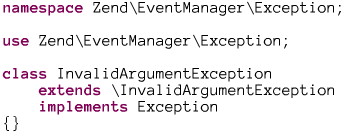 namespace Zend\EventManager\Exception;
use Zend\EventManager\Exception;
class InvalidArgumentException
    extends \InvalidArgumentException
    implements Exception
{}